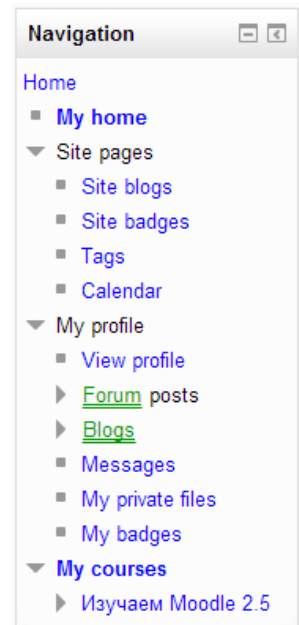 Navigation
Home
My home
Site pages
Site blogs
Site badges
Tags
Calendar
My profile
View profile
Forum posts
Blogs
Messages
My private files
My badges
My courses
Изучаем Moodle 2.5